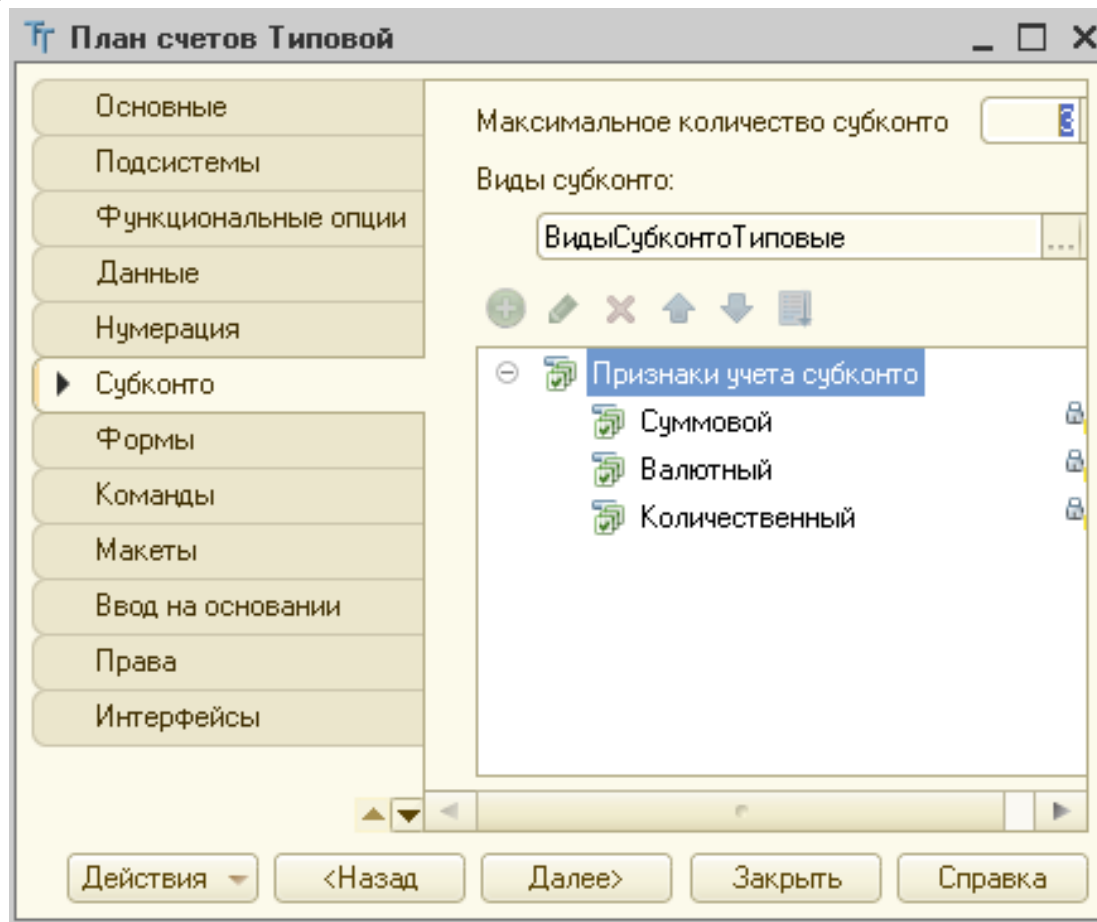 План счетов Типовой
Основные
Подсистемы
Функциональные опции
Данные
Нумерация
Субконто
Формы
Команды
Макеты
Ввод на основании
Права
Интерфейсы
Максимальное количество субконто 3
Виды субконто:
ВидыСубконтоТиповые ...
Признаки учета субконто
Суммовой
Валютный
Количественный
Действия <Назад Далее> Закрыть Справка